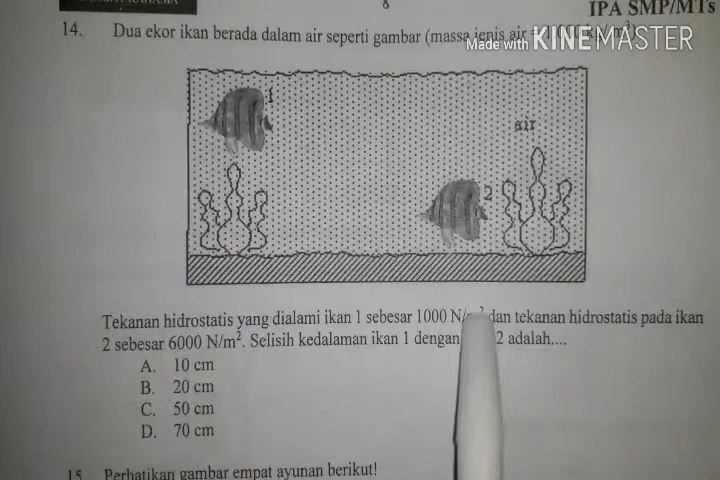 8
IPA SMP/MTs
14. Dua ekor ikan berada dalam air seperti gambar (massa jenis air
Made with KINEMASTER
1
air
2
Tekanan hidrostatis yang dialami ikan 1 sebesar 1000 dan tekanan hidrostatis pada ikan
2 sebesar 6000 N/m². Selisih kedalaman ikan 1 dengan 2 adalah....
A. 10 cm
B. 20 cm
C. 50 cm
D. 70 cm
15. Perhatikan gambar empat ayunan berikut!